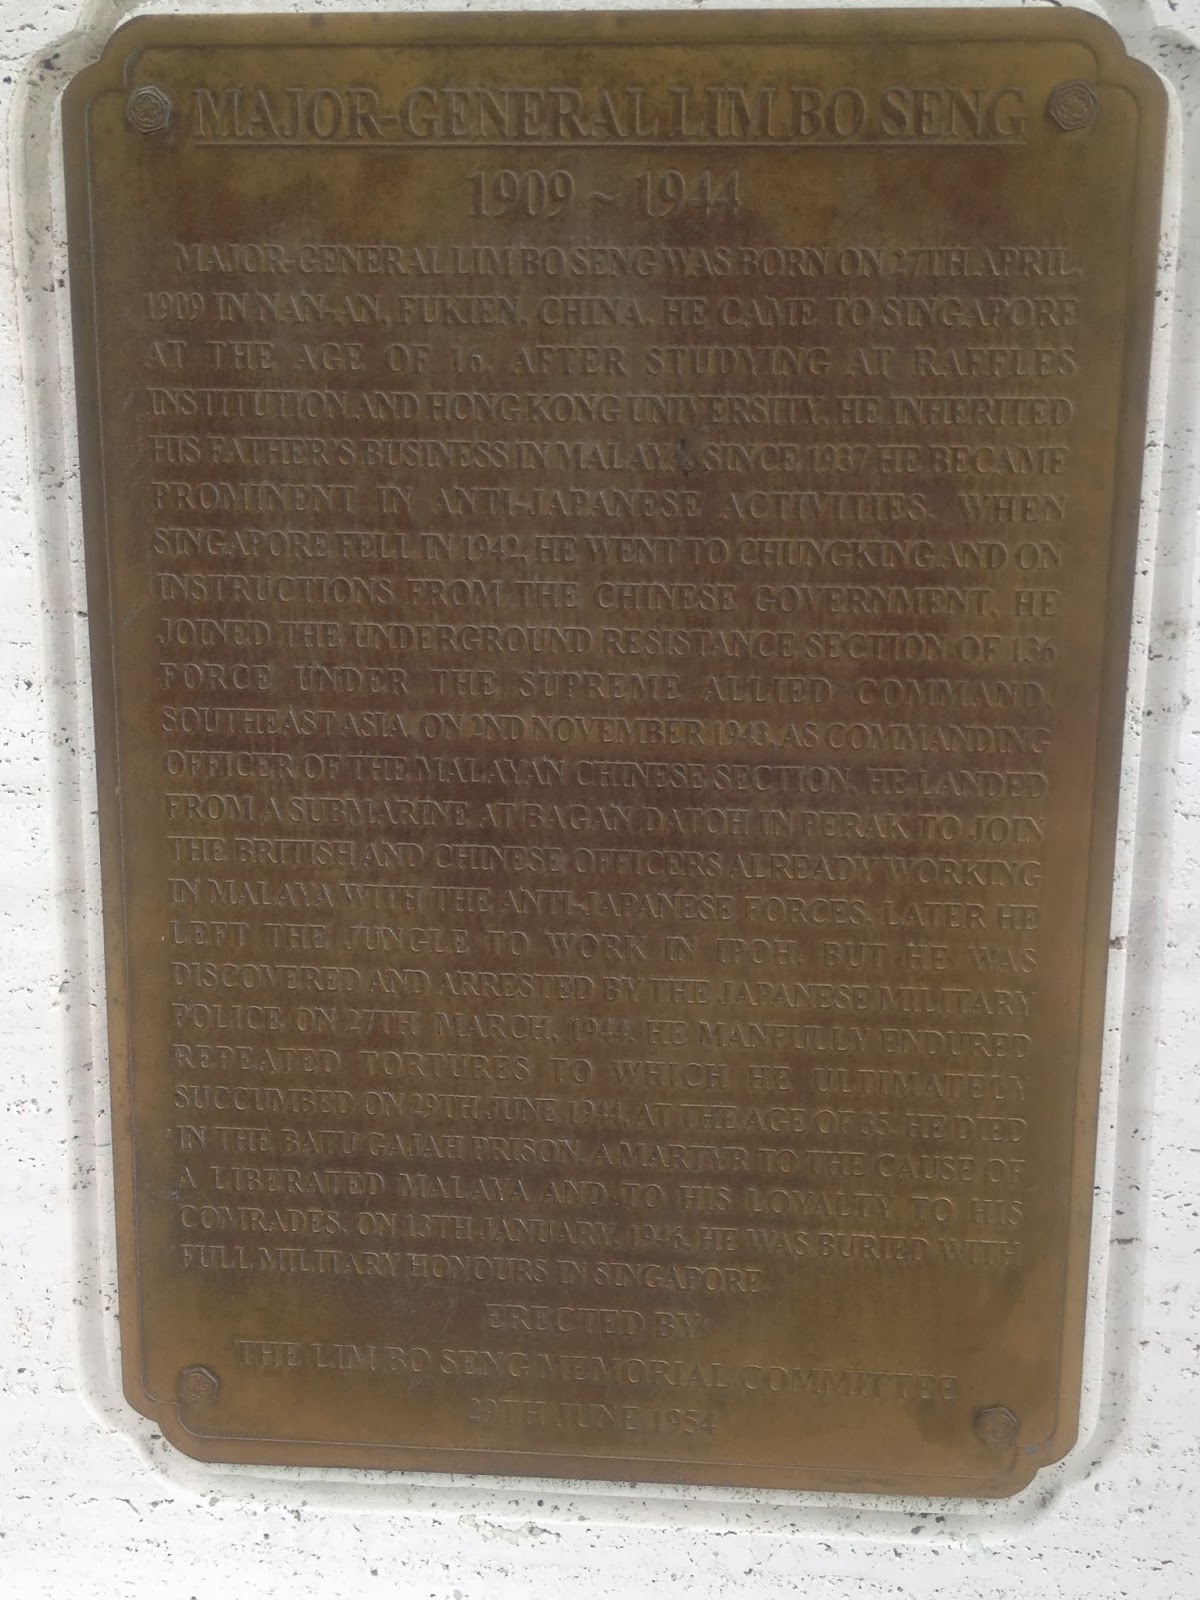 MAJOR-GENERAL LIM BO SENG
1909 ~ 1944
MAJOR-GENERAL LIM BO SENG WAS BORN ON 27TH APRIL,
1909 IN NAN-AN, FUKIEN, CHINA. HE CAME TO SINGAPORE
AT THE AGE OF 16. AFTER STUDYING AT RAFFLES
INSTITUTION AND HONG KONG UNIVERSITY, HE INHERITED
HIS FATHER'S BUSINESS IN MALAYA. SINCE 1937 HE BECAME
PROMINENT IN ANTI-JAPANESE ACTIVITIES. WHEN
SINGAPORE FELL IN 1942, HE WENT TO CHUNGKING AND ON
INSTRUCTIONS FROM THE CHINESE GOVERNMENT, HE
JOINED THE UNDERGROUND RESISTANCE SECTION OF 136
FORCE UNDER THE SUPREME ALLIED COMMAND,
SOUTHEAST ASIA. ON 2ND NOVEMBER 1943, AS COMMANDING
OFFICER OF THE MALAYAN CHINESE SECTION, HE LANDED
FROM A SUBMARINE AT BAGAN DATOH IN PERAK TO JOIN
THE BRITISH AND CHINESE OFFICERS ALREADY WORKING
IN MALAYA WITH THE ANTI-JAPANESE FORCES. LATER HE
LEFT THE JUNGLE TO WORK IN IPOH. BUT HE WAS
DISCOVERED AND ARRESTED BY THE JAPANESE MILITARY
POLICE ON 27TH MARCH, 1944. HE MANFULLY ENDURED
REPEATED TORTURES TO WHICH HE ULTIMATELY
SUCCUMBED ON 29TH JUNE 1944, AT THE AGE OF 35. HE DIED
IN THE BATU GAJAH PRISON, A MARTYR TO THE CAUSE OF
A LIBERATED MALAYA AND TO HIS LOYALTY TO HIS
COMRADES. ON 13TH JANUARY, 1946, HE WAS BURIED WITH
FULL MILITARY HONOURS IN SINGAPORE.
ERECTED BY
THE LIM BO SENG MEMORIAL COMMITTEE
29TH JUNE 1954